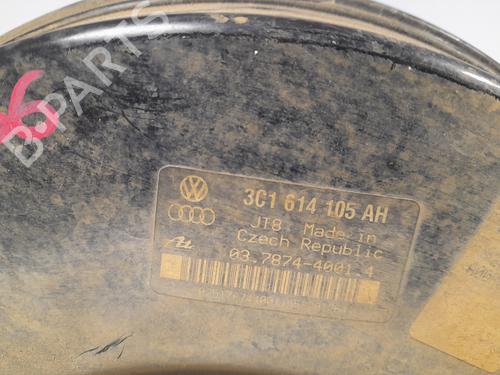 B-PARTS
3C1 614 105 AH
JT8 Made in
Czech Republic
03.7874-4001.4